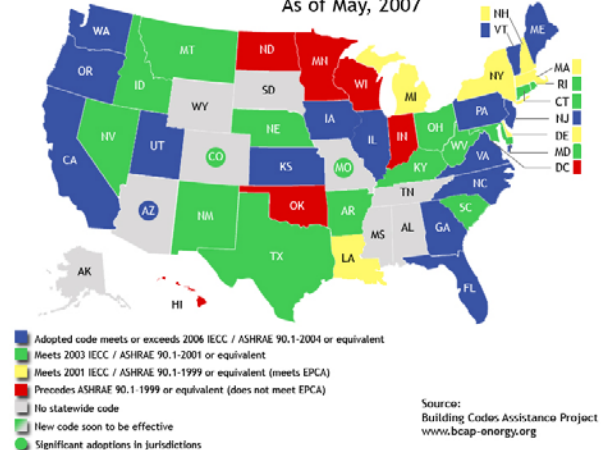 As of May, 2007
NH
VT
ME
WA
MT
ND
MN
OR
ID
SD
WI
MI
NY
MA
RI
CT
NJ
DE
MD
DC
WY
IA
PA
NE
NV
UT
CO
IL
IN
OH
WV
VA
CA
KS
MO
KY
NC
TN
AZ
NM
OK
AR
SC
MS
AL
GA
TX
LA
FL
AK
HI
Adopted code meets or exceeds 2006 IECC / ASHRAE 90.1-2004 or equivalent
Meets 2003 IECC / ASHRAE 90.1-2001 or equivalent
Meets 2001 IECC / ASHRAE 90.1-1999 or equivalent (meets EPCA)
Precedes ASHRAE 90.1-1999 or equivalent (does not meet EPCA)
No statewide code
New code soon to be effective
Significant adoptions in jurisdictions
Source:
Building Codes Assistance Project
www.bcap-onorgy.org